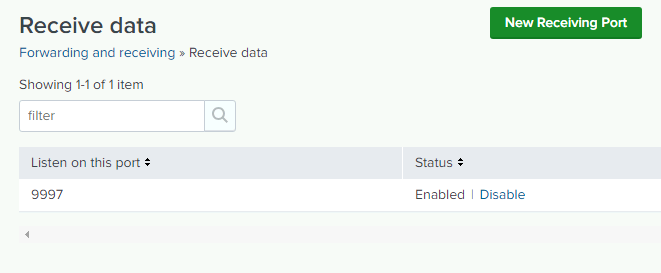 Receive data
New Receiving Port
Forwarding and receiving » Receive data
Showing 1-1 of 1 item
filter
Listen on this port
Status
9997
Enabled | Disable